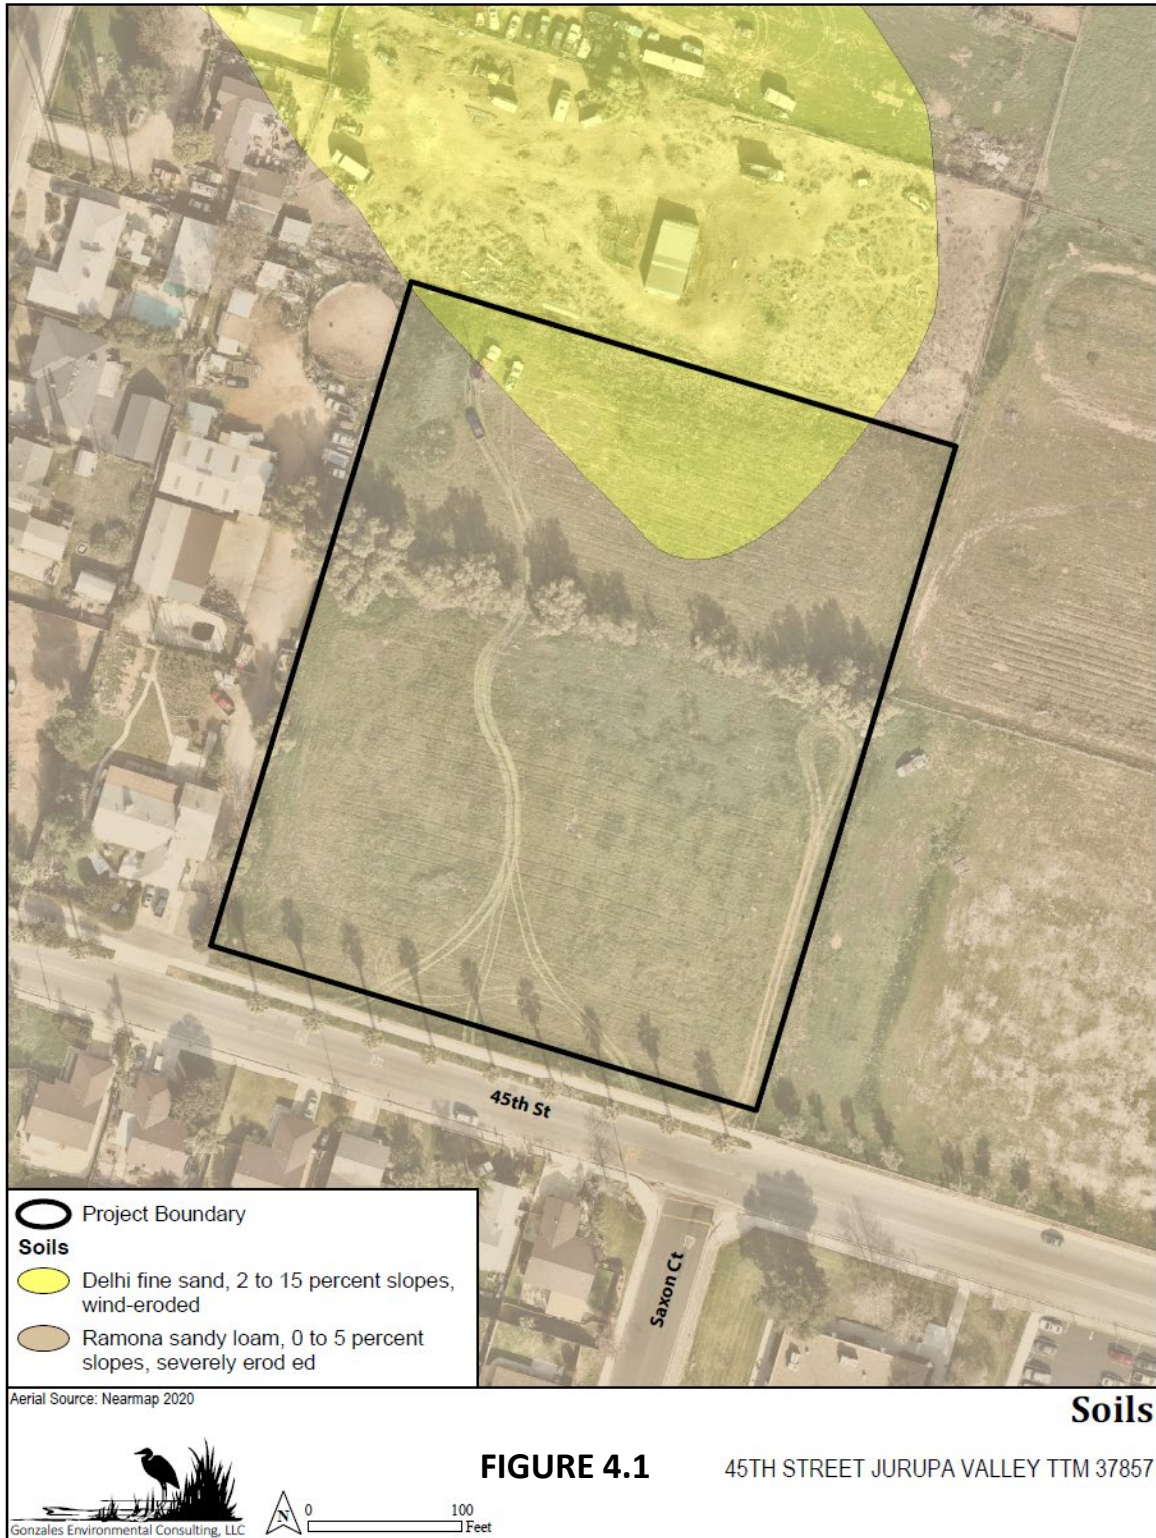 45th St
Saxon Ct
Project Boundary
Soils
Delhi fine sand, 2 to 15 percent slopes,
wind-eroded
Ramona sandy loam, 0 to 5 percent
slopes, severely erod ed
Aerial Source: Nearmap 2020
Soils
FIGURE 4.1
45TH STREET JURUPA VALLEY TTM 37857
Gonzales Environmental Consulting, LLC
N
0 100
Feet